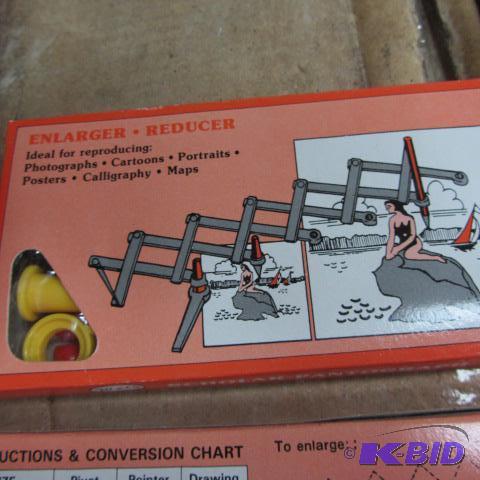 ENLARGER • REDUCER
Ideal for reproducing:
Photographs • Cartoons • Portraits •
Posters • Calligraphy • Maps
UCTIONS & CONVERSION CHART
To enlarge:
Pivot
Pointer
Drawing
© K-BID